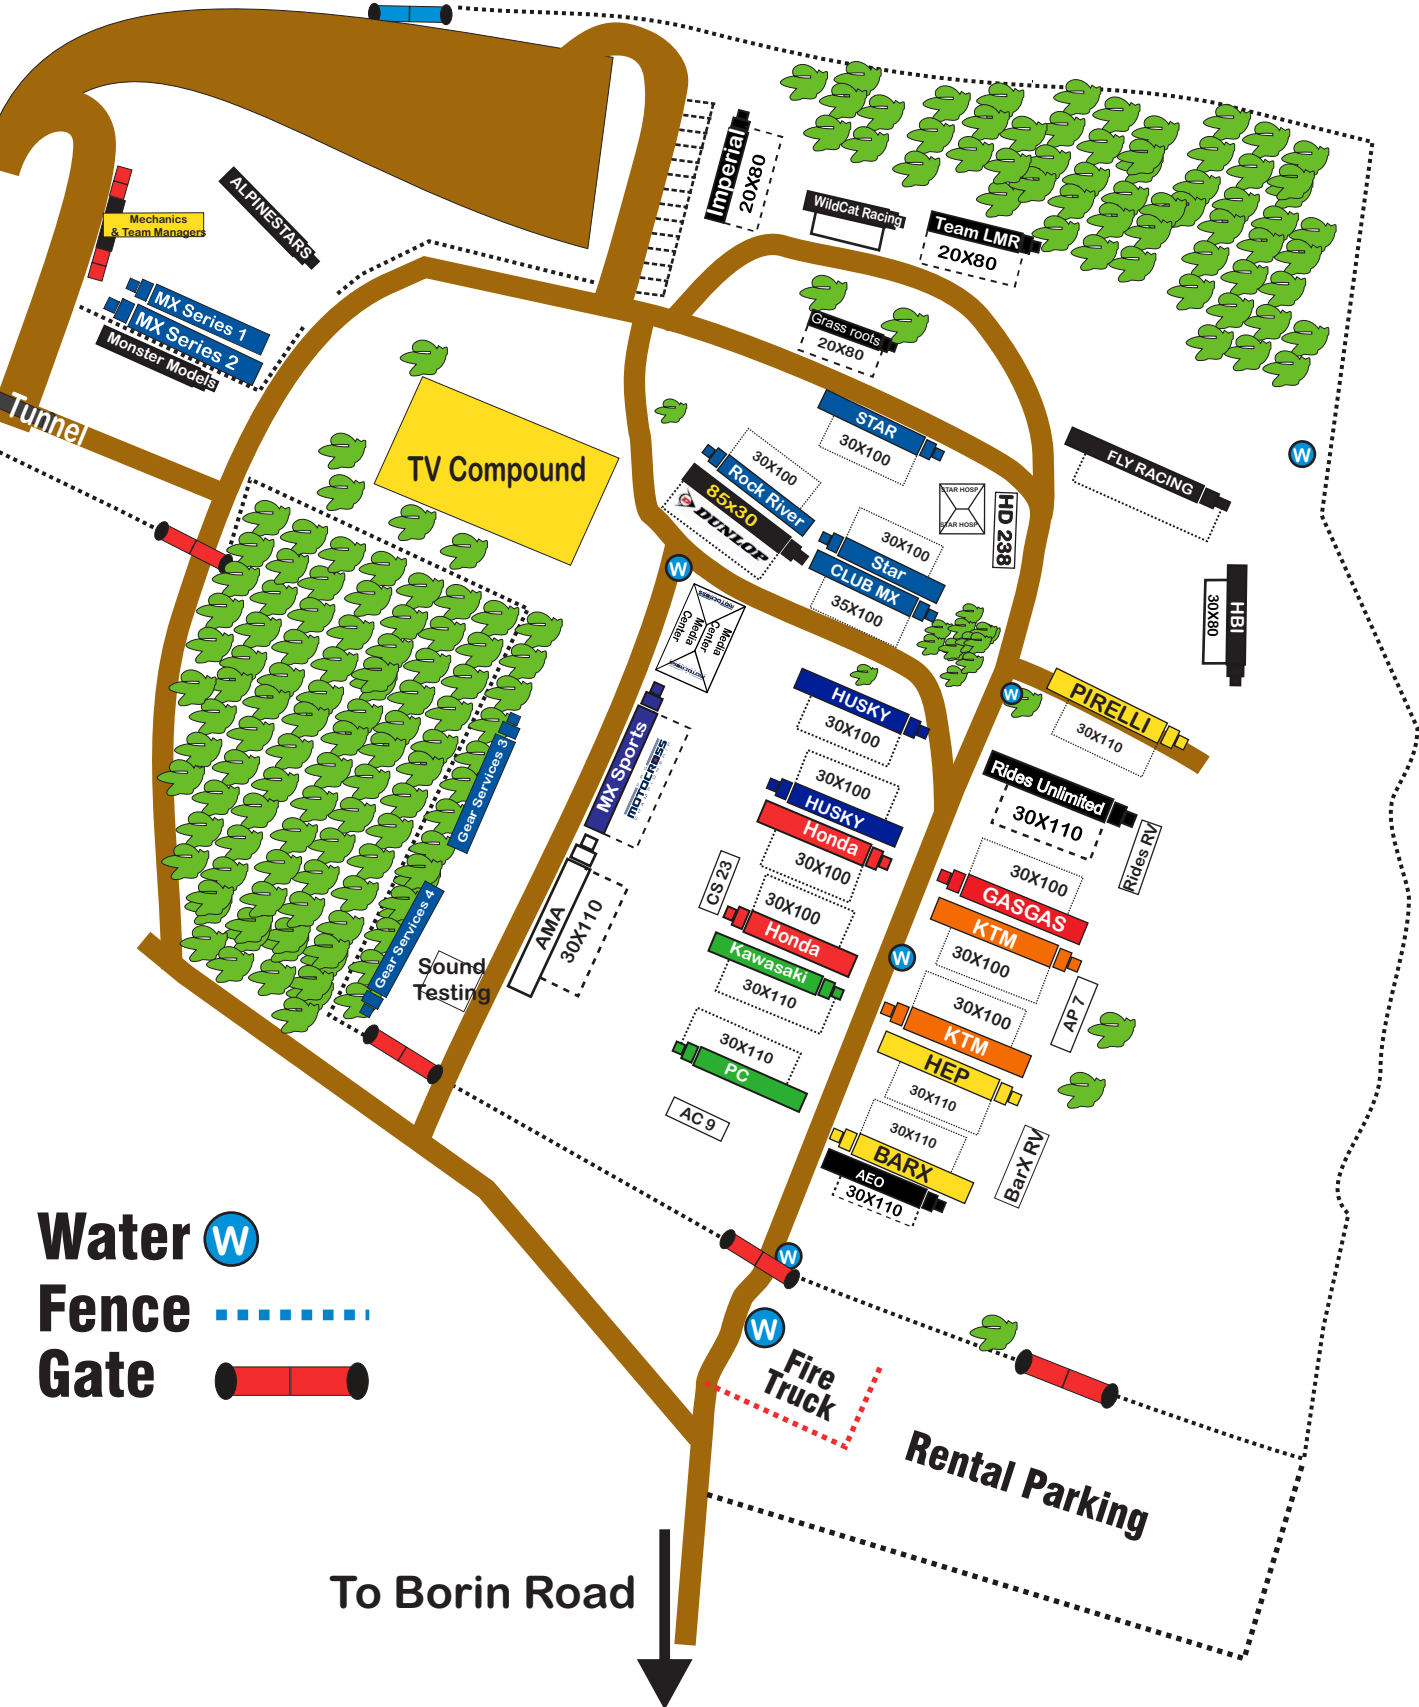 Imperial
20X80
ALPINESTARS
WildCat Racing
Mechanics
& Team Managers
Team LMR
20X80
MX Series 1
MX Series 2
Monster Models
Grass roots
20X80
Tunnel
TV Compound
STAR
30X100
FLY RACING
30X100
Rock River
85x30
DUNLOP
STAR HOSP
STAR HOSP
HD 238
30X100
Star
CLUB MX
35X100
W
W
HBI
30X80
MOTOCROSS
Media
Center
Media
Center
MOTOCROSS
W
PIRELLI
30X110
HUSKY
30X100
MX Sports
MOTOCROSS
Gear Services 3
Rides Unlimited
30X110
Rides RV
30X100
HUSKY
Honda
30X100
CS 23
30X100
GASGAS
KTM
30X100
30X100
Honda
Kawasaki
30X110
AMA
30X110
Gear Services 4
Sound
Testing
W
AP 7
30X100
KTM
HEP
30X110
30X110
PC
AC 9
30X110
BARX
AEO
30X110
BarX RV
Water W
Fence
Gate
W
W
Fire
Truck
Rental Parking
To Borin Road